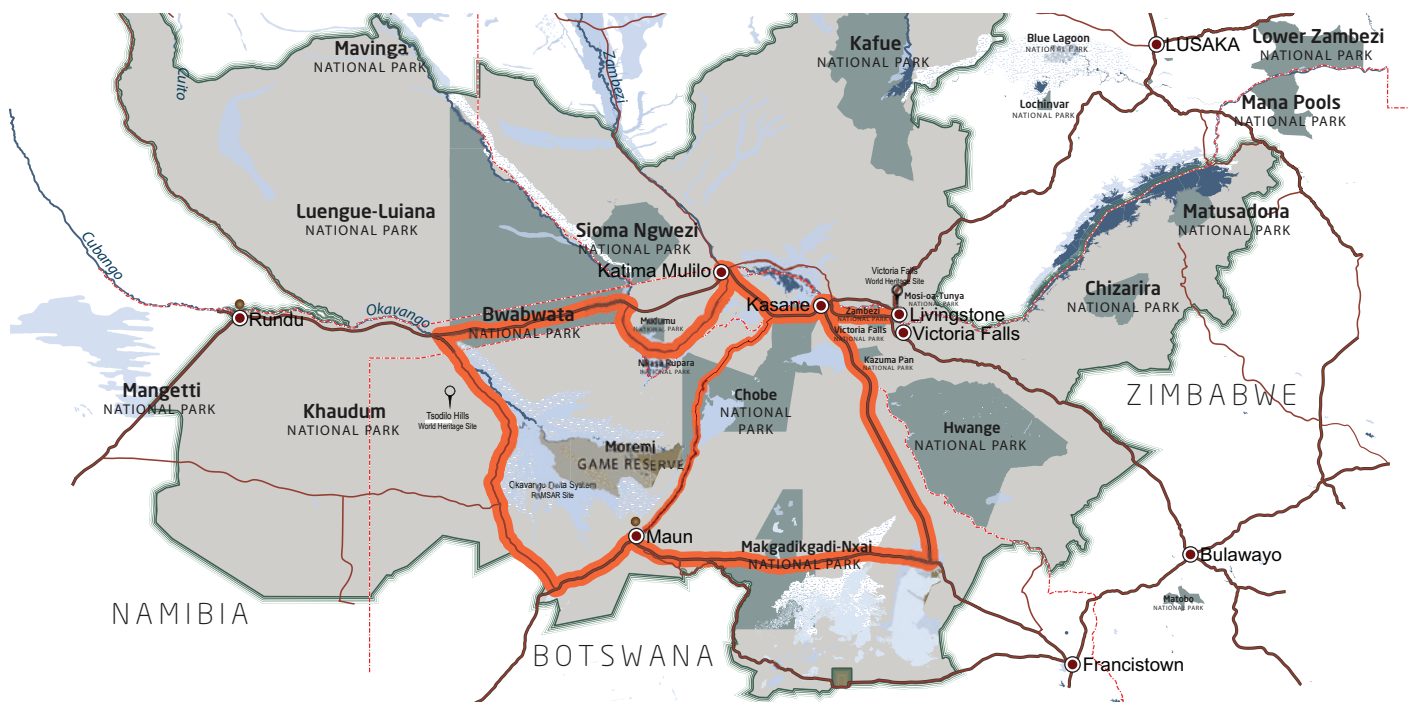 Mavinga
NATIONAL PARK
Cuito
Zambezi
Kafue
NATIONAL PARK
Blue Lagoon
NATIONAL PARK
LUSAKA
Lower Zambezi
NATIONAL PARK
Lochinvar
NATIONAL PARK
Mana Pools
NATIONAL PARK
Luengue-Luiana
NATIONAL PARK
Cubango
Sioma Ngwezi
NATIONAL PARK
Katima Mulilo
Matusadona
NATIONAL PARK
Victoria Falls
World Heritage Site
Mosi-oa-Tunya
NATIONAL PARK
Chizarira
NATIONAL PARK
Kasane
Zambezi
NATIONAL PARK
Livingstone
Rundu
Okavango
Bwabwata
NATIONAL PARK
Mudumu
NATIONAL PARK
Victoria Falls
NATIONAL PARK
Victoria Falls
Kazuma Pan
NATIONAL PARK
Nkasa Rupara
NATIONAL PARK
Mangetti
NATIONAL PARK
Khaudum
NATIONAL PARK
Tsodilo Hills
World Heritage Site
Chobe
NATIONAL
PARK
ZIMBABWE
Hwange
NATIONAL PARK
Moremi
GAME RESERVE
Okavango Delta System
RAMSAR Site
Maun
Makgadikgadi-Nxai
NATIONAL PARK
Bulawayo
NAMIBIA
Matobo
NATIONAL PARK
BOTSWANA
Francistown